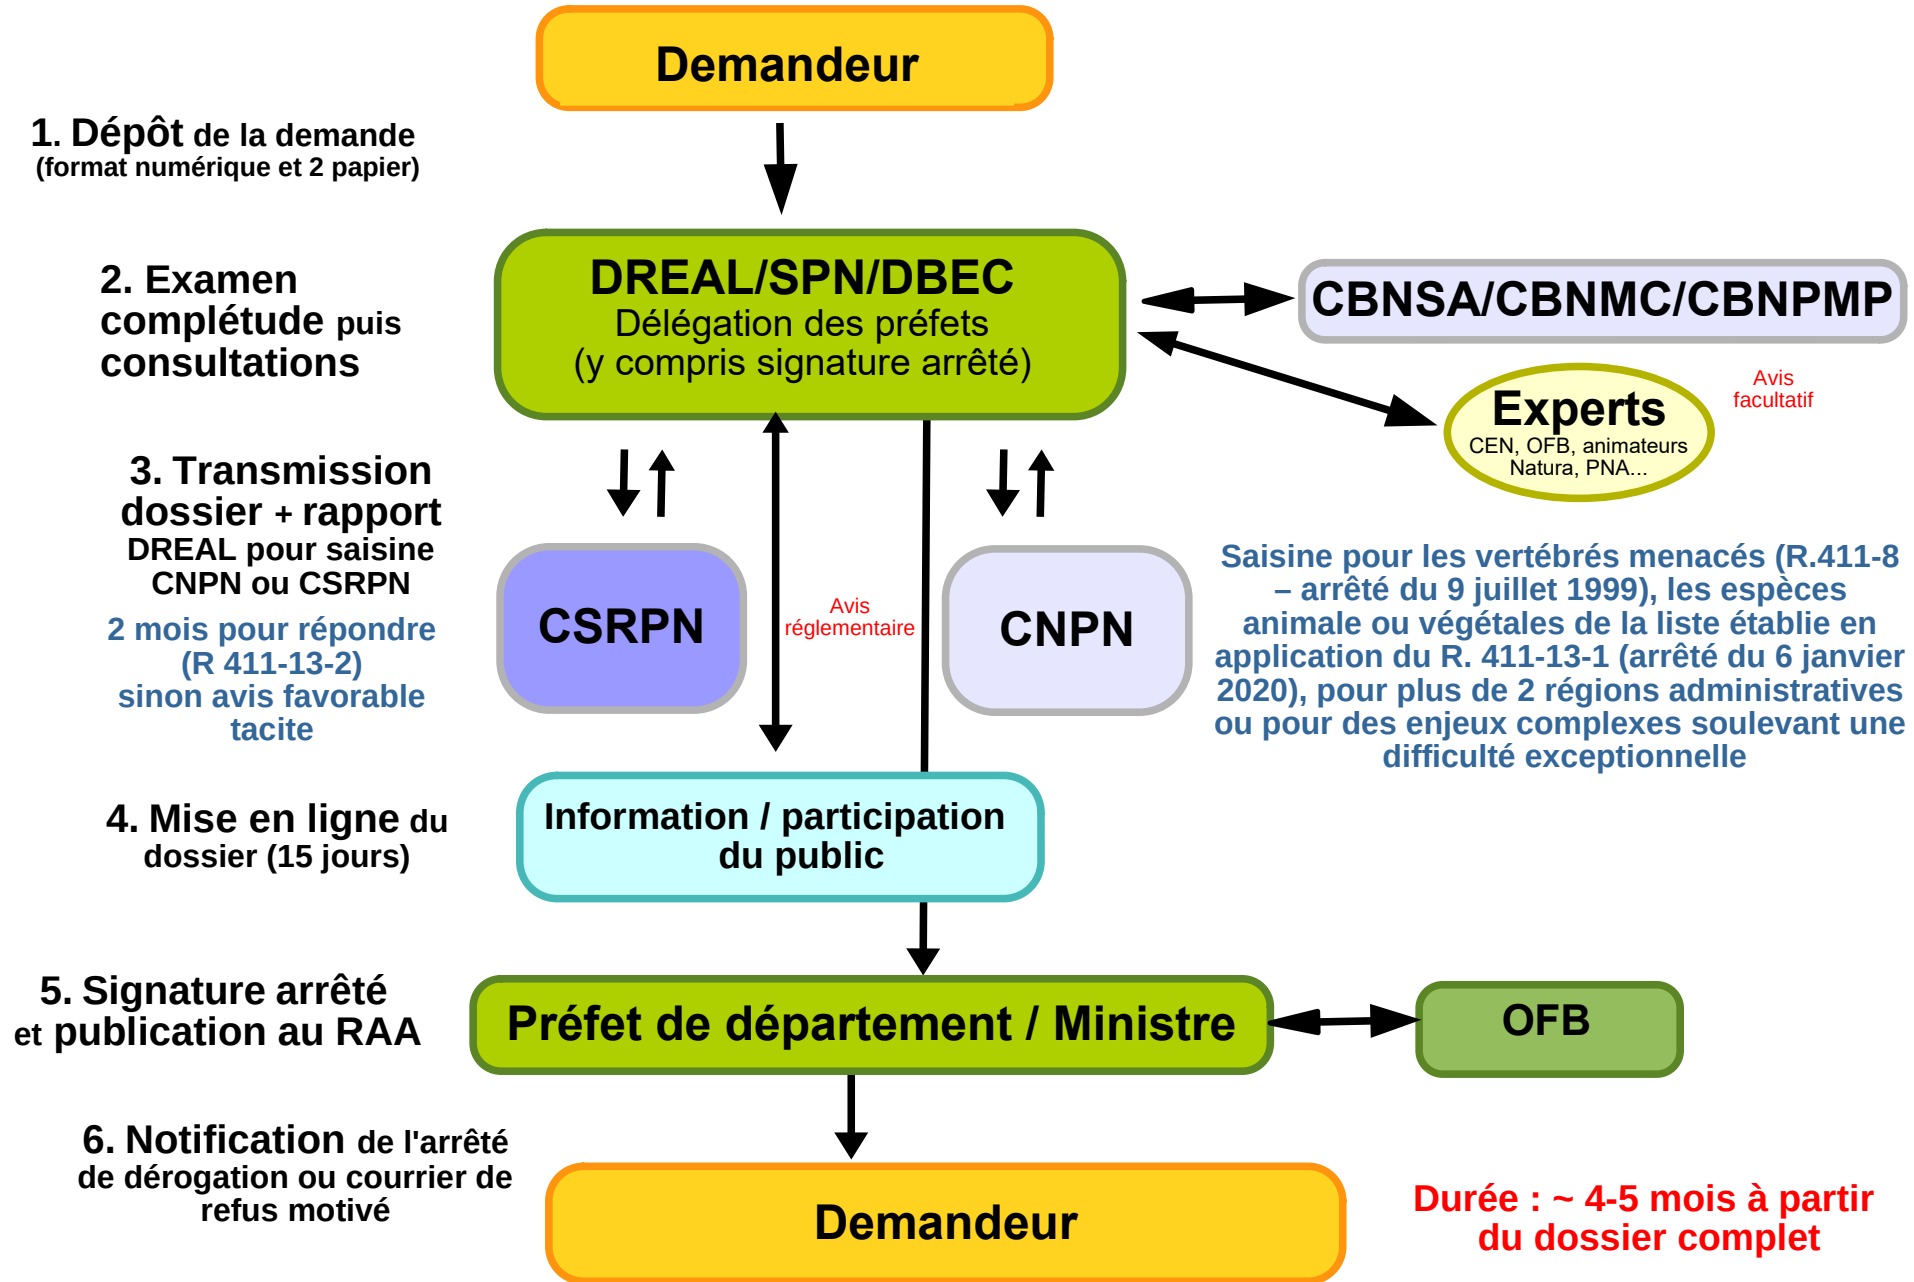 Demandeur
1. Dépôt de la demande
(format numérique et 2 papier)
2. Examen
complétude puis
consultations
DREAL/SPN/DBEC
Délégation des préfets
(y compris signature arrêté)
CBNSA/CBNMC/CBNPMP
Experts
CEN, OFB, animateurs
Natura, PNA...
Avis
facultatif
3. Transmission
dossier + rapport
DREAL pour saisine
CNPN ou CSRPN
2 mois pour répondre
(R 411-13-2)
sinon avis favorable
tacite
CSRPN
Avis
réglementaire
CNPN
Saisine pour les vertébrés menacés (R.411-8
– arrêté du 9 juillet 1999), les espèces
animale ou végétales de la liste établie en
application du R. 411-13-1 (arrêté du 6 janvier
2020), pour plus de 2 régions administratives
ou pour des enjeux complexes soulevant une
difficulté exceptionnelle
4. Mise en ligne du
dossier (15 jours)
Information / participation
du public
5. Signature arrêté
et publication au RAA
Préfet de département / Ministre
OFB
6. Notification de l'arrêté
de dérogation ou courrier de
refus motivé
Demandeur
Durée : ~ 4-5 mois à partir
du dossier complet